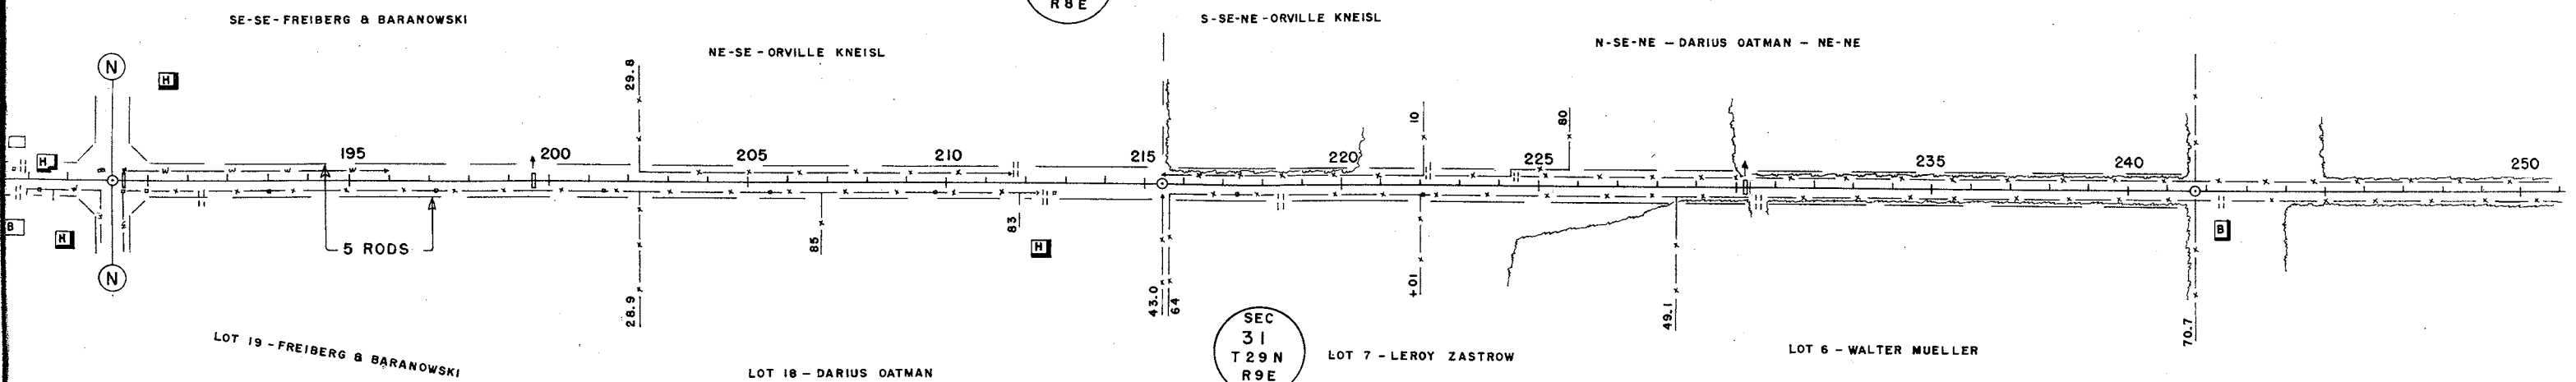 R8E
SE-SE-FREIBERG & BARANOWSKI
S-SE-NE-ORVILLE KNEISL
NE-SE-ORVILLE KNEISL
N-SE-NE-DARIUS OATMAN-NE-NE
N
H
29.8
10
80
195
200
205
210
215
220
225
235
240
250
H
B
W
W
W
W
W
H
B
5 RODS
85
83
H
B
N
28.9
43.0
64
+01
49.1
70.7
SEC
31
T29N
R9E
LOT 19-FREIBERG & BARANOWSKI
LOT 18-DARIUS OATMAN
LOT 7-LEROY ZASTROW
LOT 6-WALTER MUELLER